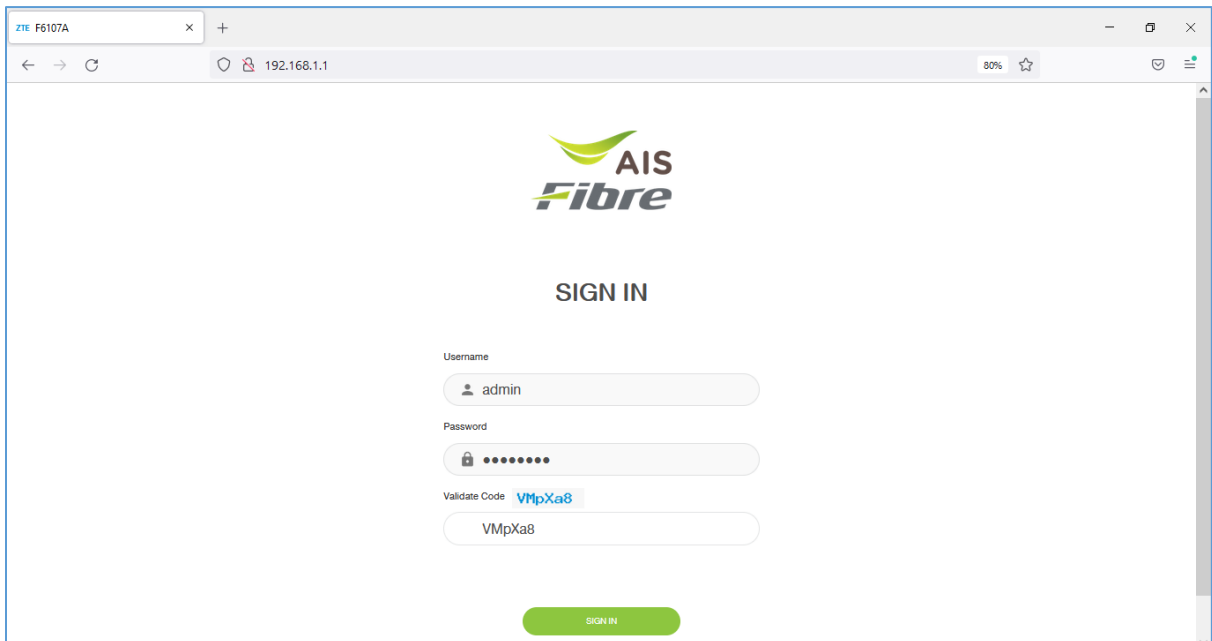 ZTE F6107A
192.168.1.1
80%
AIS
Fibre
SIGN IN
Username
admin
Password
Validate Code VMpXa8
VMpXa8
SIGN IN